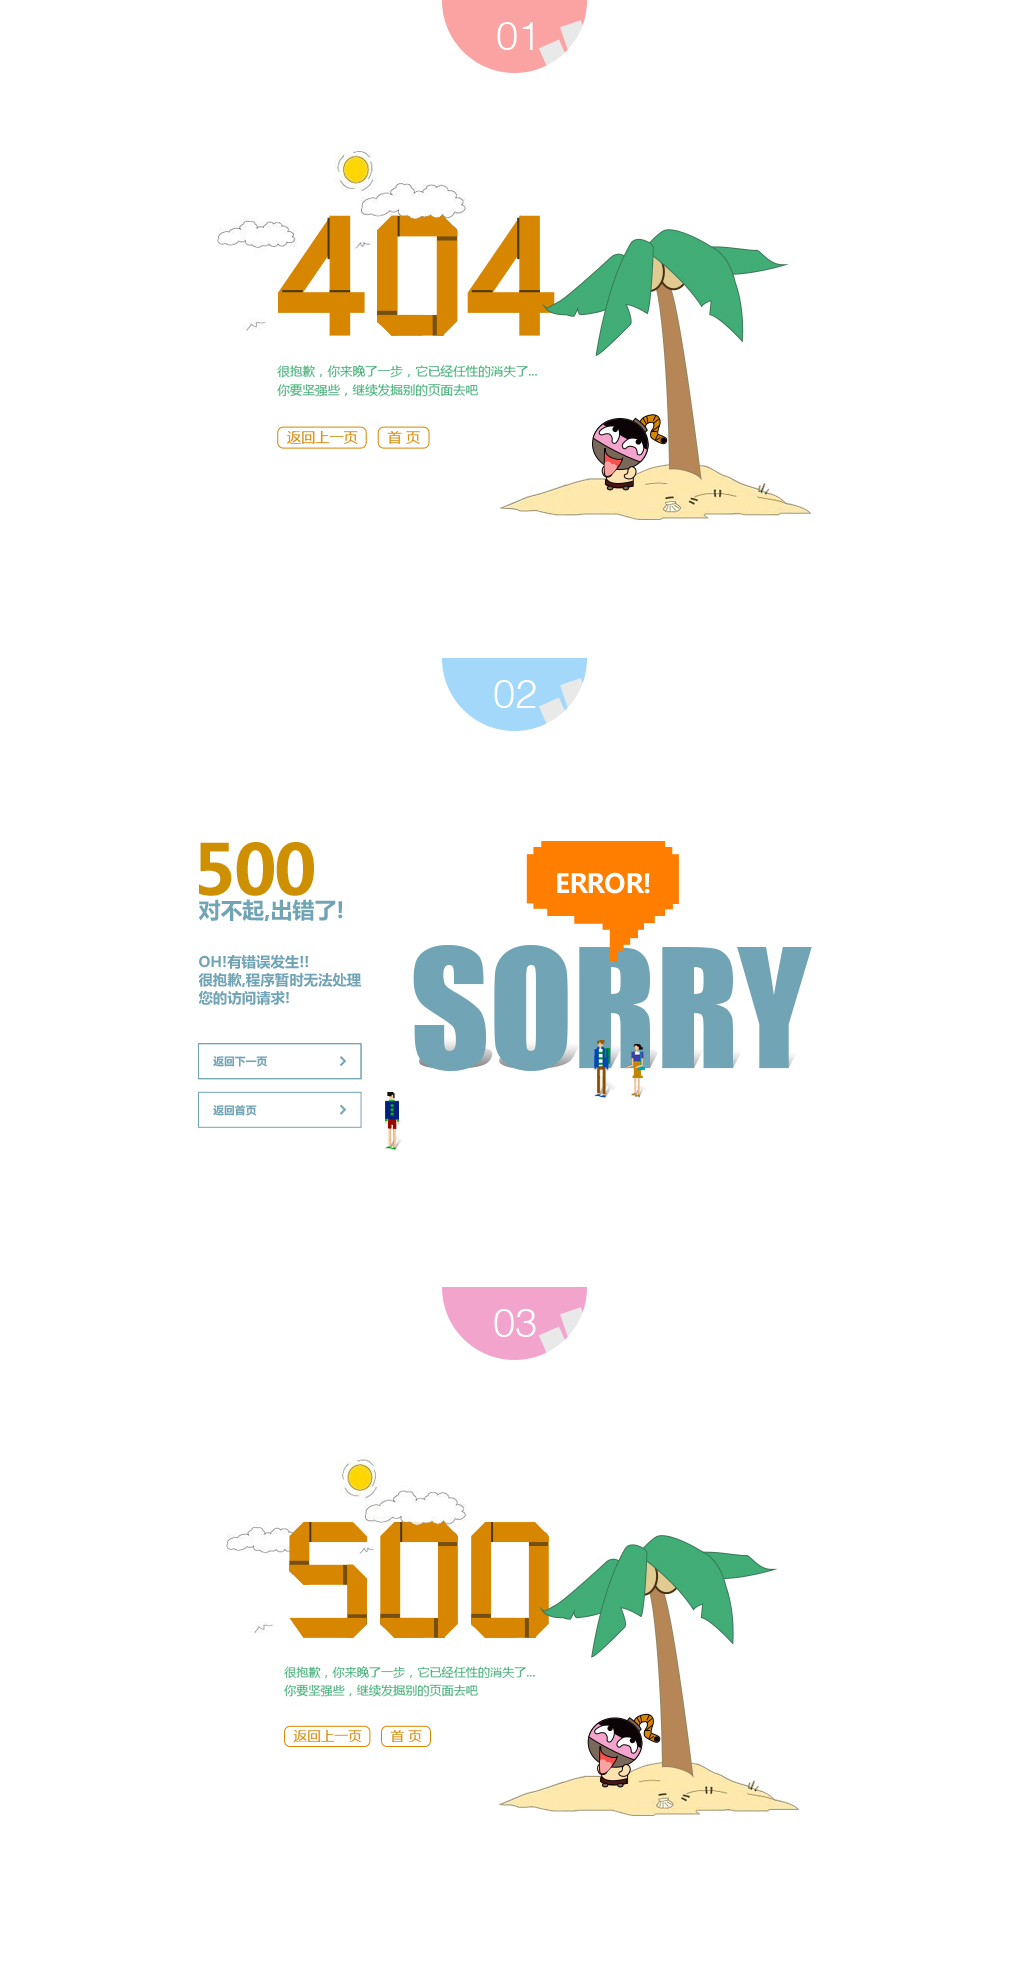 01
404
很抱歉，你来晚了一步，它已经任性的消失了...
你要坚强些，继续发掘别的页面去吧
返回上一页 首 页
02
500
对不起,出错了!
OH!有错误发生!!
很抱歉,程序暂时无法处理
您的访问请求!
返回下一页
返回首页
ERROR!
SORRY
03
500
很抱歉，你来晚了一步，它已经任性的消失了...
你要坚强些，继续发掘别的页面去吧
返回上一页 首 页